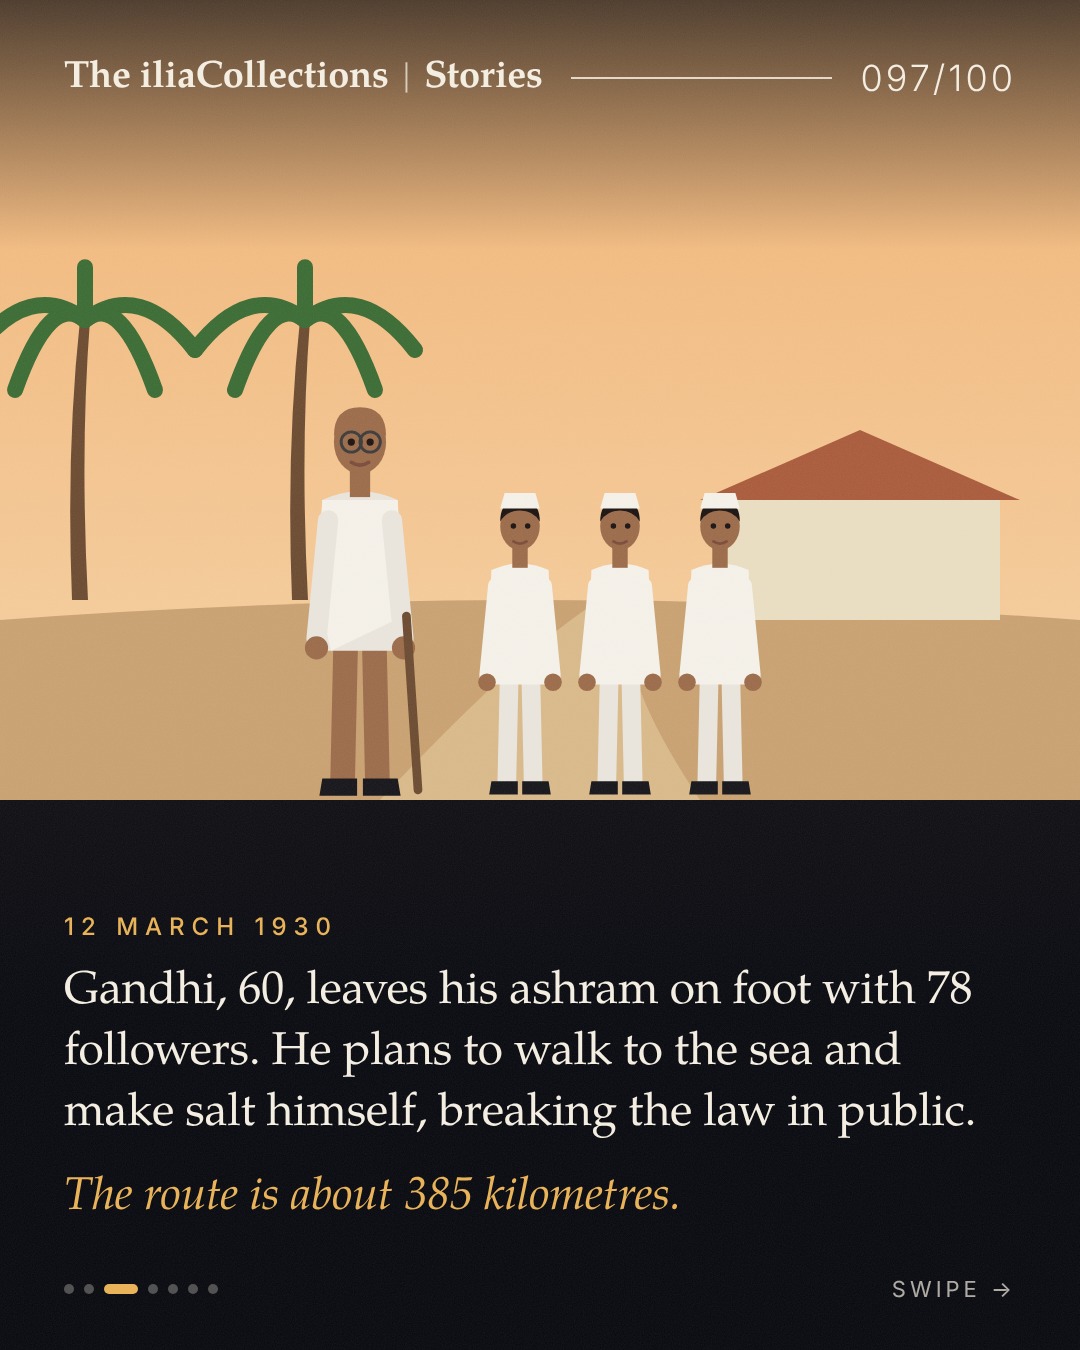 The iliaCollections | Stories 097/100
12 MARCH 1930
Gandhi, 60, leaves his ashram on foot with 78
followers. He plans to walk to the sea and
make salt himself, breaking the law in public.
The route is about 385 kilometres.
SWIPE →